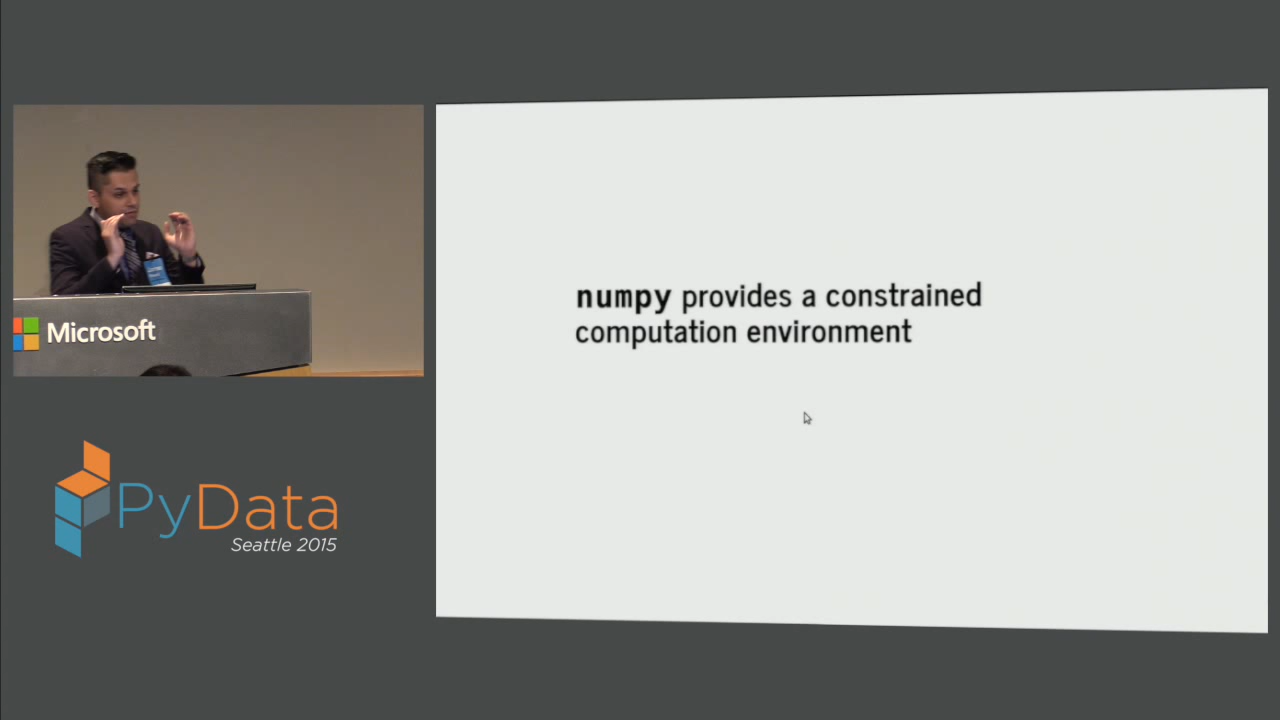 numpy provides a constrained
computation environment
Microsoft
PyData
Seattle 2015